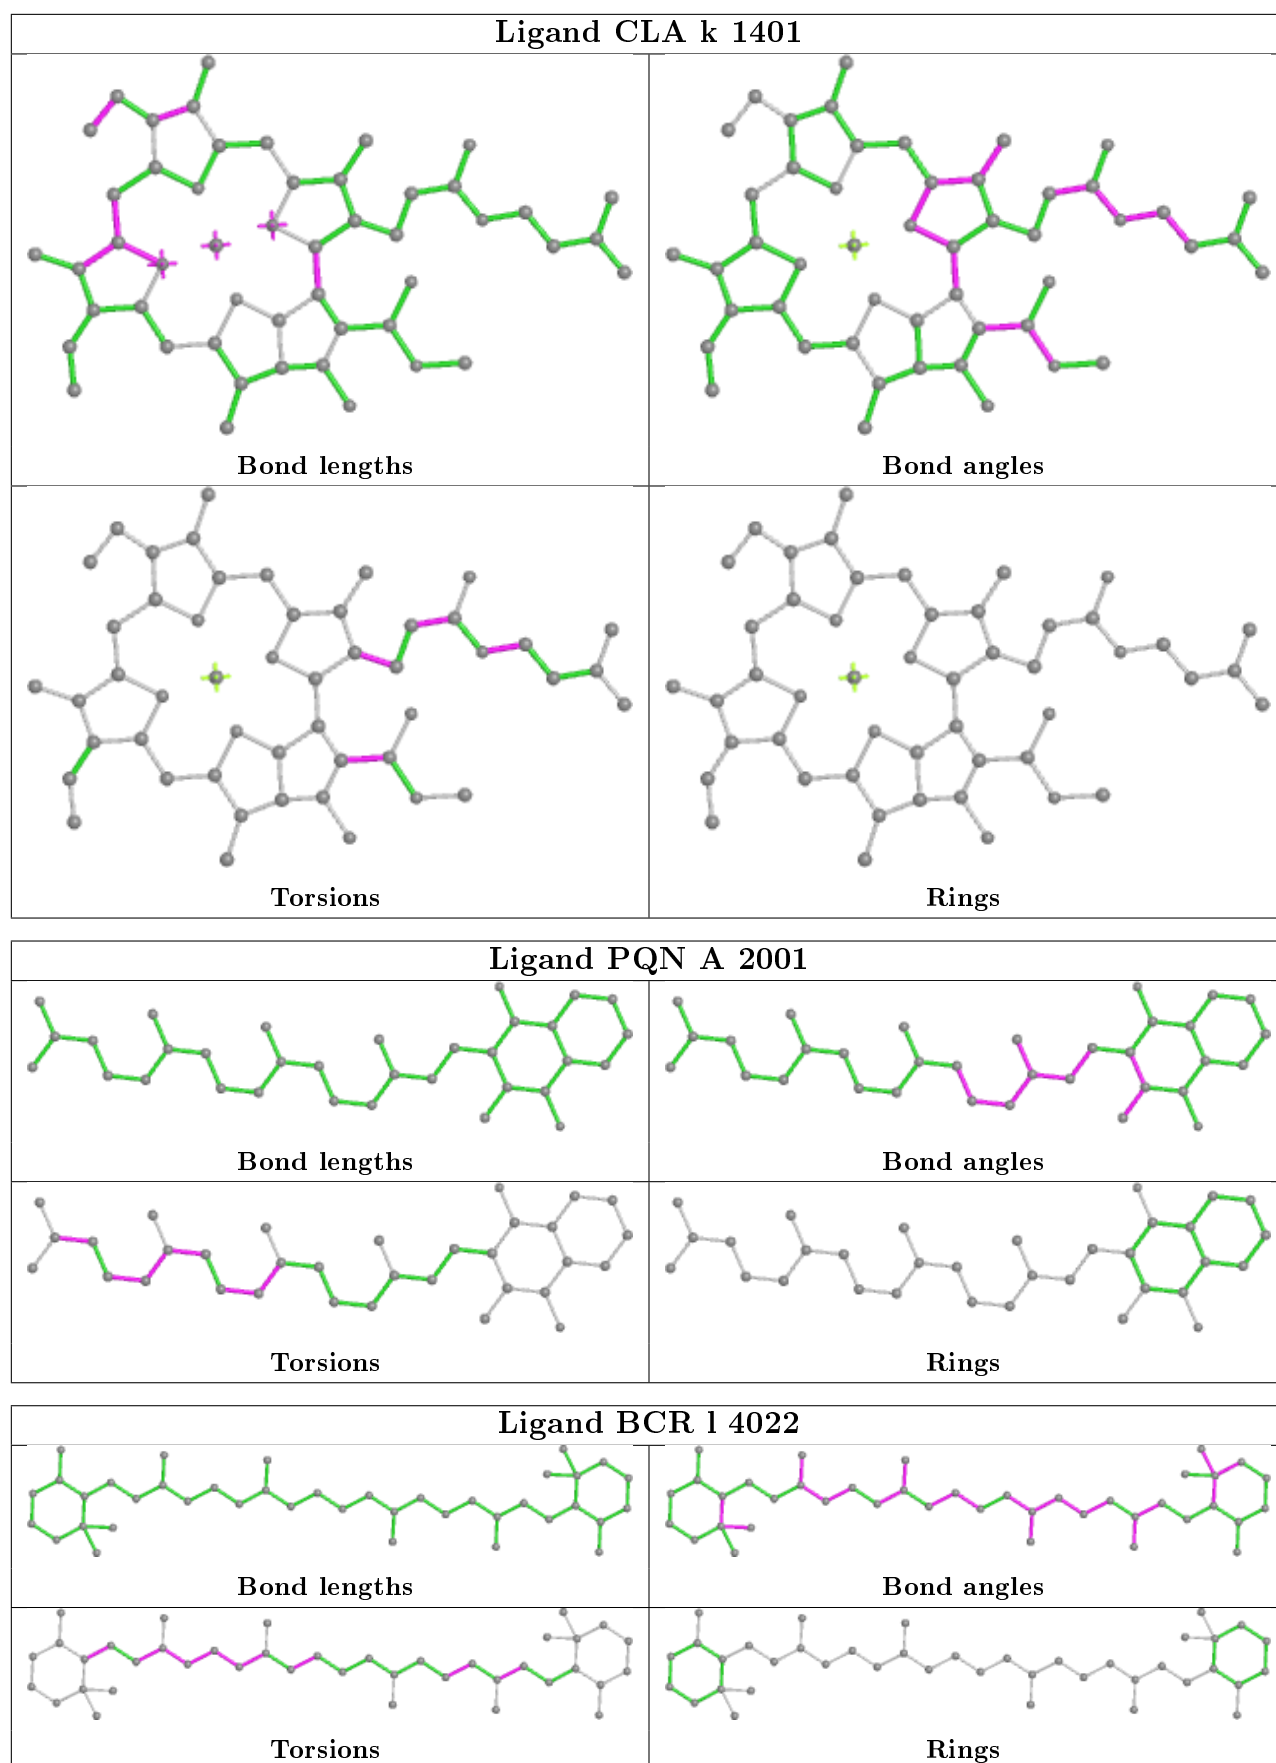 Ligand CLA k 1401
Bond lengths
Bond angles
Torsions
Rings
Ligand PQN A 2001
Bond lengths
Bond angles
Torsions
Rings
Ligand BCR l 4022
Bond lengths
Bond angles
Torsions
Rings